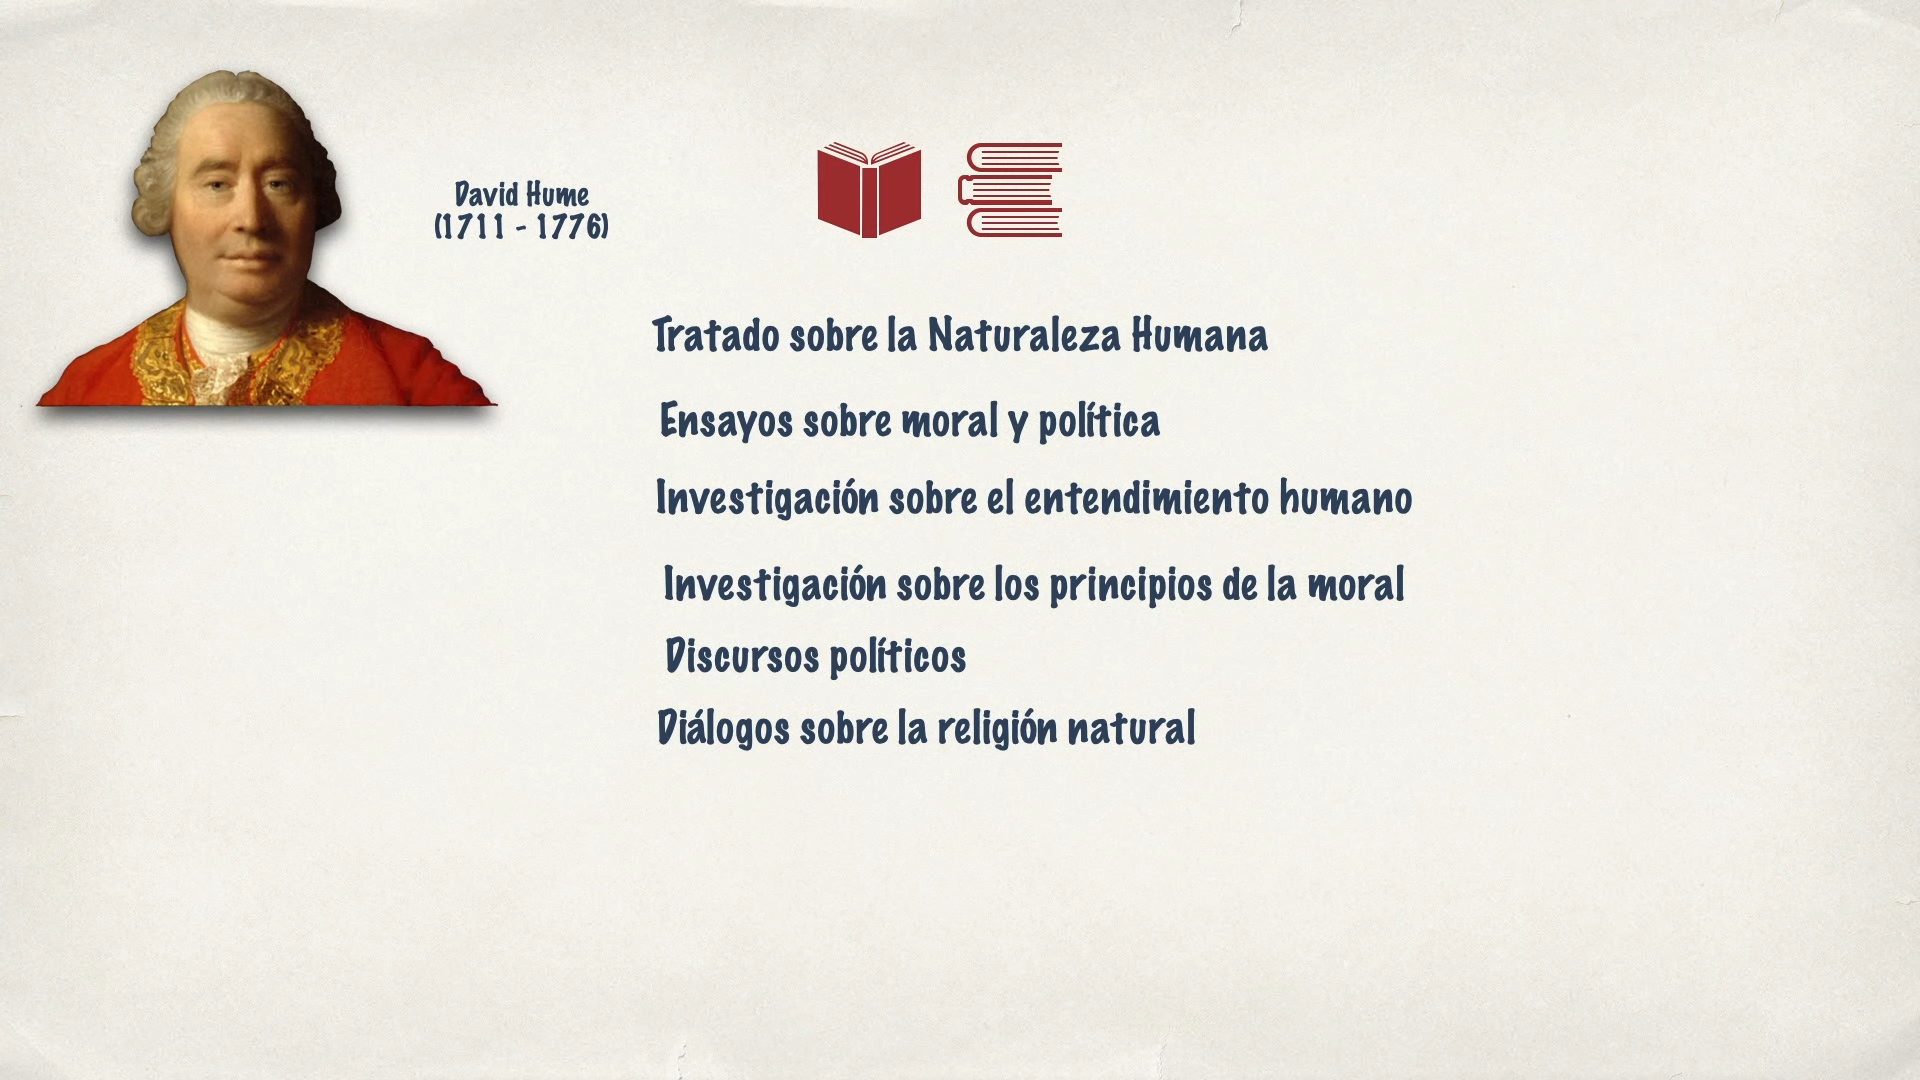 David Hume
(1711 - 1776)
Tratado sobre la Naturaleza Humana
Ensayos sobre moral y política
Investigación sobre el entendimiento humano
Investigación sobre los principios de la moral
Discursos políticos
Diálogos sobre la religión natural